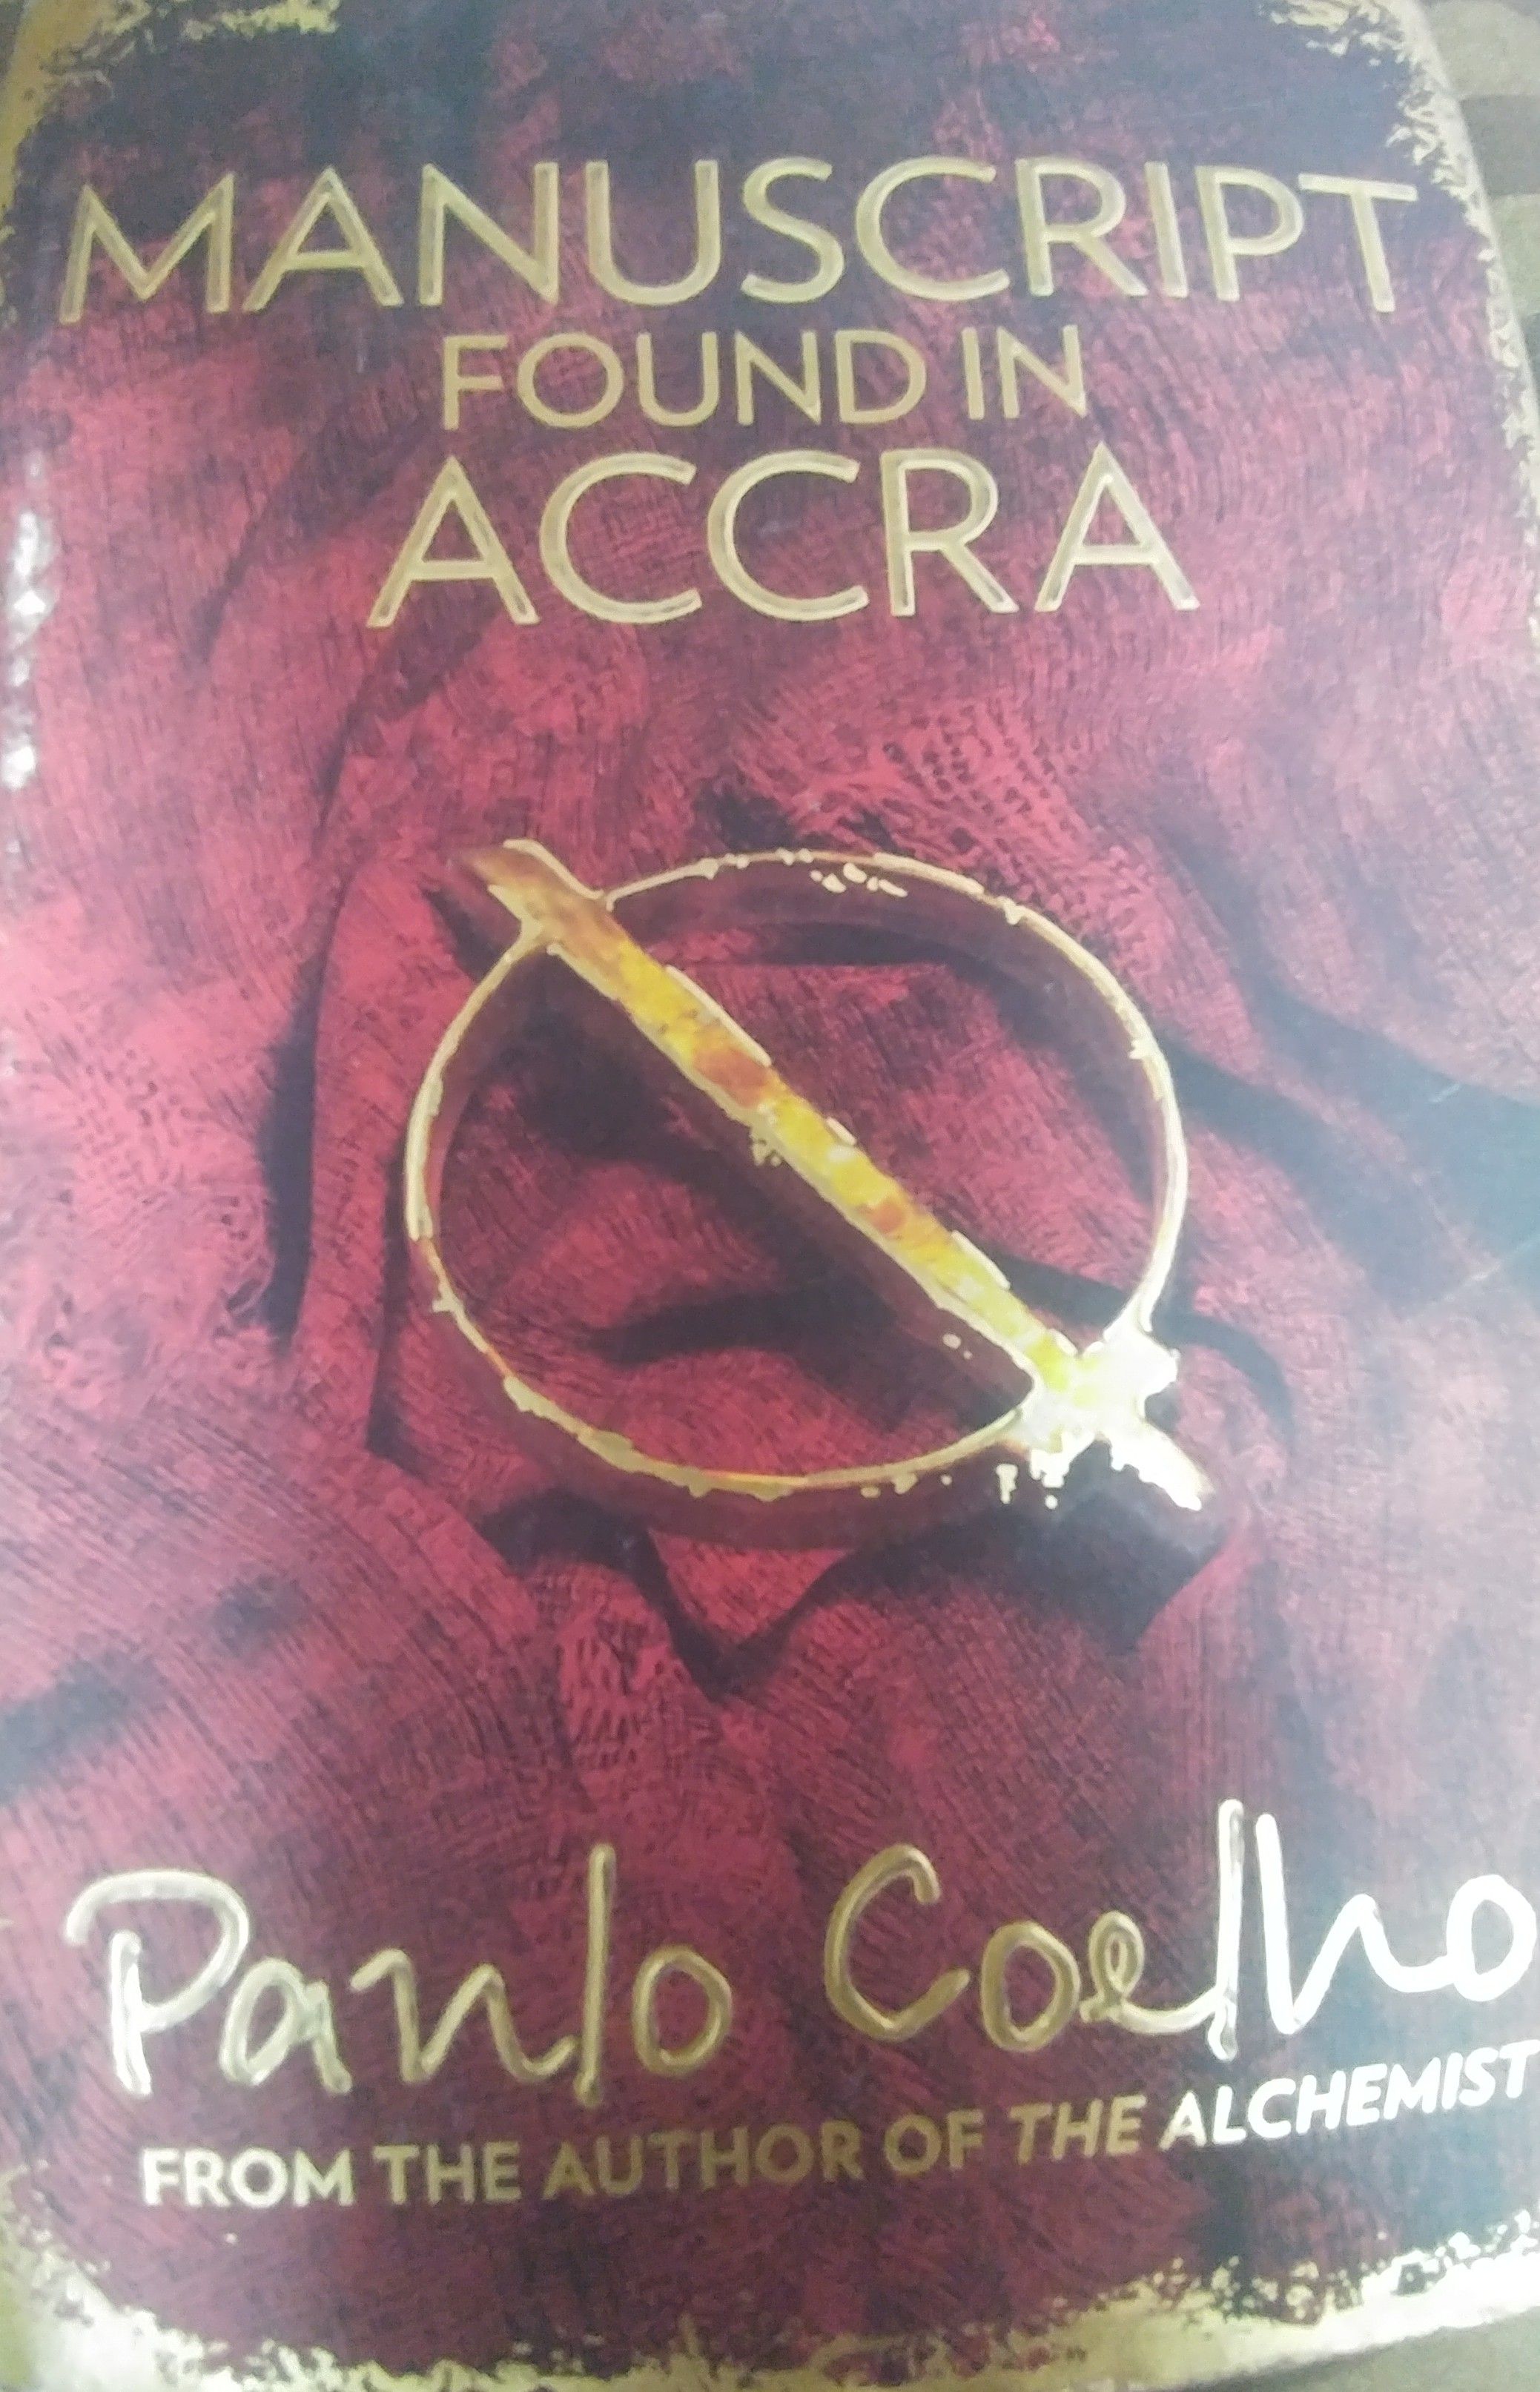 MANUSCRIPT
FOUND IN
ACCRA
Paulo Coelho
FROM THE AUTHOR OF THE ALCHEMIST